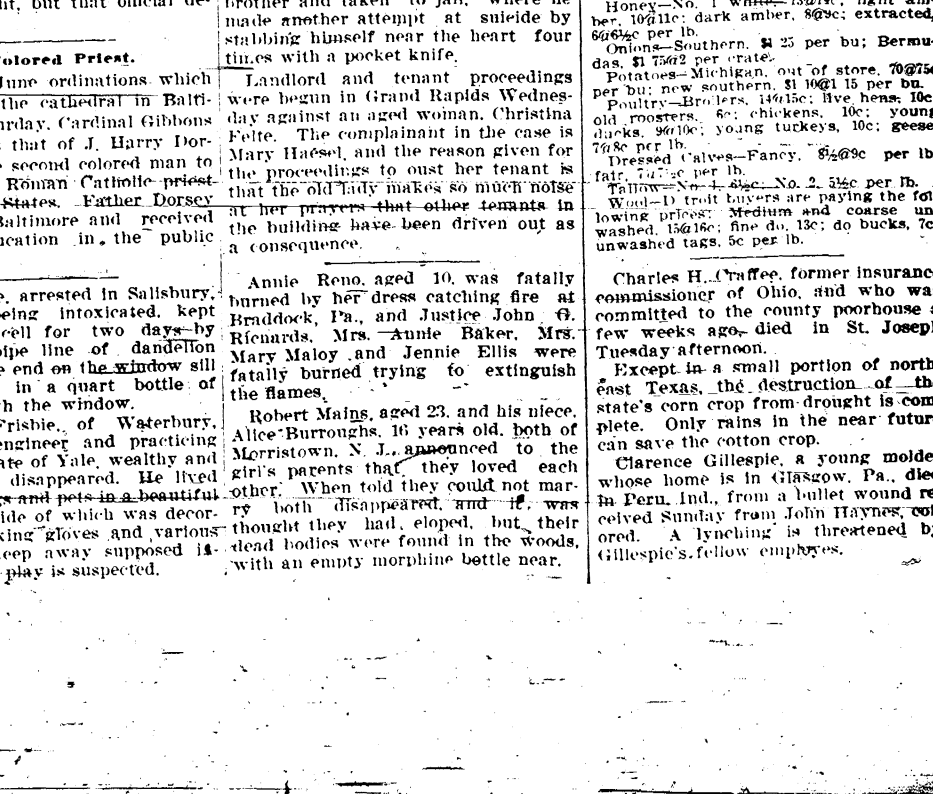 nt, but that official de-
Colored Priest.
June ordinations which
the cathedral in Balti-
urday, Cardinal Gibbons
that of J. Harry Dor-
second colored man to
Roman Catholic priest
States. Father Dorsey
Baltimore and received
ucation in the public
e, arrested in Salisbury,
eing intoxicated, kept
cell for two days by
pipe line of dandelion
e end on the window sill
in a quart bottle of
h the window.
Frisbie, of Waterbury,
engineer and practicing
ate of Yale, wealthy and
disappeared. He lived
s and pets in a beautiful
ide of which was decor-
king gloves and various
keep away supposed
play is suspected.
brother and taken to jail, where he
made another attempt at suicide by
stabbing himself near the heart four
times with a pocket knife.
Landlord and tenant proceedings
were begun in Grand Rapids Wednes-
day against an aged woman, Christina
Felte. The complainant in the case is
Mary Haesel, and the reason given for
the proceedings to oust her tenant is
that the old lady makes so much noise
at her prayers that other tenants in
the building have been driven out as
a consequence.
Annie Reno, aged 10, was fatally
burned by her dress catching fire at
Braddock, Pa., and Justice John G.
Richards, Mrs. Annie Baker, Mrs.
Mary Maloy and Jennie Ellis were
fatally burned trying to extinguish
the flames.
Robert Mains, aged 23, and his niece,
Alice Burroughs, 16 years old, both of
Morristown, N. J., announced to the
girl's parents that they loved each
other. When told they could not mar-
ry both disappeared, and it was
thought they had eloped, but their
dead bodies were found in the woods,
with an empty morphine bottle near.
Honey—No. 1 white 13@14c; light am-
ber, 10@11c; dark amber, 8@9c; extracted,
6@6½c per lb.
Onions—Southern, $1 25 per bu; Bermu-
das, $1 75@2 per crate.
Potatoes—Michigan, out of store, 70@75c
per bu; new southern, $1 10@1 15 per bu.
Poultry—Broilers, 14@15c; live hens, 10c
old roosters, 6c; chickens, 10c; young
ducks, 9@10c; young turkeys, 10c; geese
7@8c per lb.
Dressed Calves—Fancy, 8½@9c per lb
fair, 7@7½c per lb.
Tallow—No 1, 6½c; No. 2, 5½c per lb.
Wool—D troit buyers are paying the fol
lowing prices: Medium and coarse un
washed, 15@16c; fine do, 13c; do bucks, 7c
unwashed tags, 5c per lb.
Charles H. Craffee, former insuranc
commissioner of Ohio, and who wa
committed to the county poorhouse a
few weeks ago, died in St. Joseph
Tuesday afternoon.
Except in a small portion of north
east Texas, the destruction of th
state's corn crop from drought is com
plete. Only rains in the near futur
can save the cotton crop.
Clarence Gillespie, a young molde
whose home is in Glasgow, Pa., died
in Peru, Ind., from a bullet wound re
ceived Sunday from John Haynes, col
ored. A lynching is threatened by
Gillespie's fellow employes.